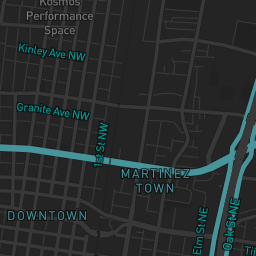 Kosmos
Performance
Space
Kinley Ave NW
Granite Ave NW
1st St NW
MARTINEZ
TOWN
DOWNTOWN
Elm St NE
Oak St NE